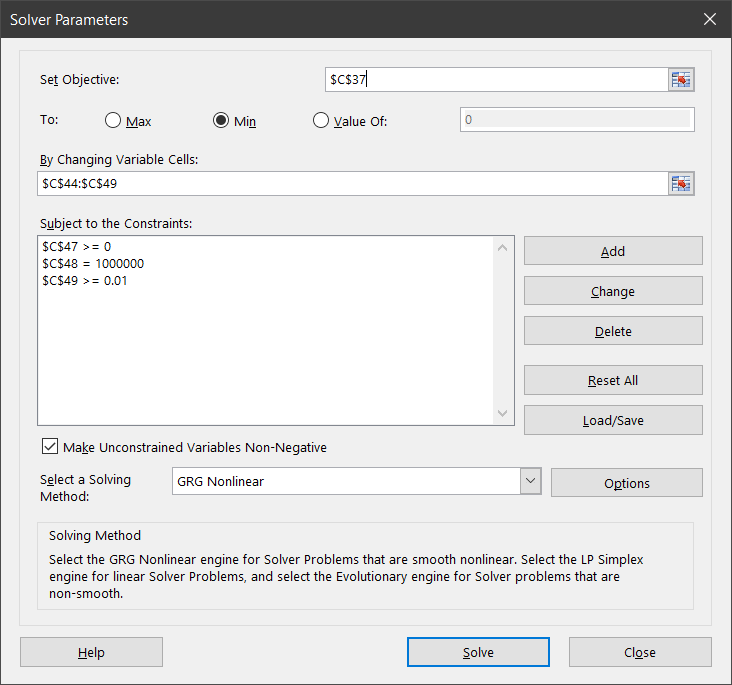 Solver Parameters
Set Objective:
$C$37
To:
Max
Min
Value Of:
0
By Changing Variable Cells:
$C$44:$C$49
Subject to the Constraints:
$C$47 >= 0
$C$48 = 1000000
$C$49 >= 0.01
Add
Change
Delete
Reset All
Load/Save
Make Unconstrained Variables Non-Negative
Select a Solving
Method:
GRG Nonlinear
Options
Solving Method
Select the GRG Nonlinear engine for Solver Problems that are smooth nonlinear. Select the LP Simplex
engine for linear Solver Problems, and select the Evolutionary engine for Solver problems that are
non-smooth.
Help
Solve
Close